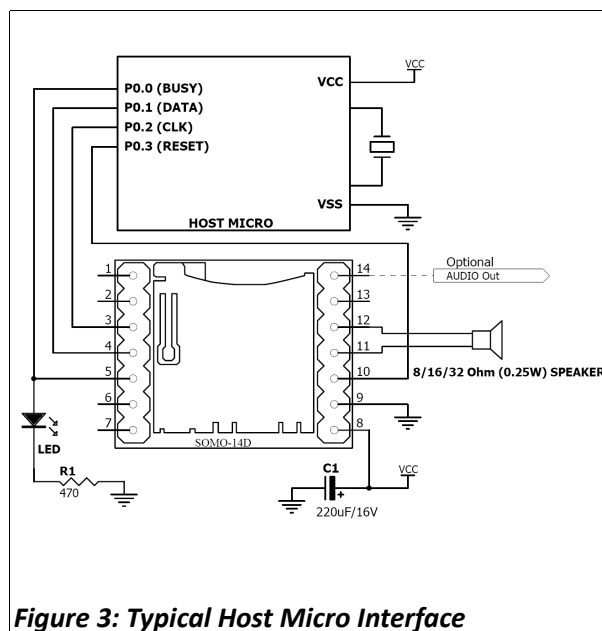 VCC
P0.0 (BUSY)
VCC
P0.1 (DATA)
P0.2 (CLK)
P0.3 (RESET)
VSS
HOST MICRO
1
14
Optional
AUDIO Out
2
13
3
12
4
11
8/16/32 Ohm (0.25W) SPEAKER
5
10
6
9
7
8
SOMO-14D
LED
R1
470
C1
+
220uF/16V
VCC
Figure 3: Typical Host Micro Interface